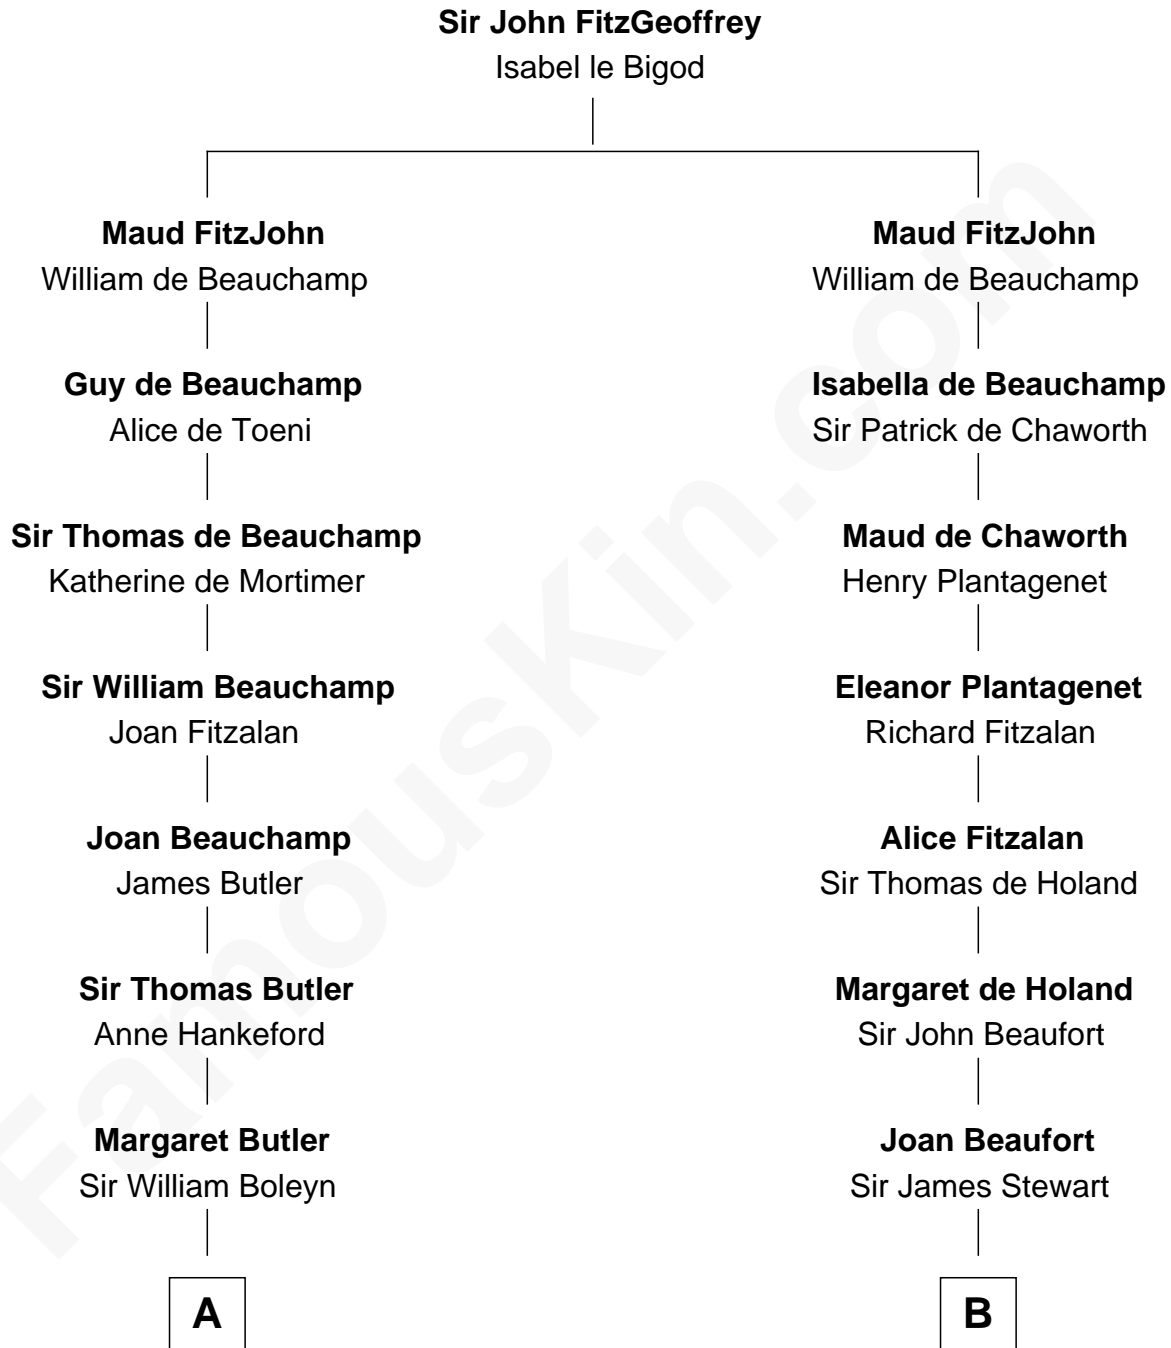 Sir John FitzGeoffrey
Isabel le Bigod
Maud FitzJohn
William de Beauchamp
Maud FitzJohn
William de Beauchamp
Guy de Beauchamp
Alice de Toeni
Isabella de Beauchamp
Sir Patrick de Chaworth
Sir Thomas de Beauchamp
Katherine de Mortimer
Maud de Chaworth
Henry Plantagenet
Sir William Beauchamp
Joan Fitzalan
Eleanor Plantagenet
Richard Fitzalan
Joan Beauchamp
James Butler
Alice Fitzalan
Sir Thomas de Holand
Sir Thomas Butler
Anne Hankeford
Margaret de Holand
Sir John Beaufort
Margaret Butler
Sir William Boleyn
Joan Beaufort
Sir James Stewart
A
B
FamousKin.com